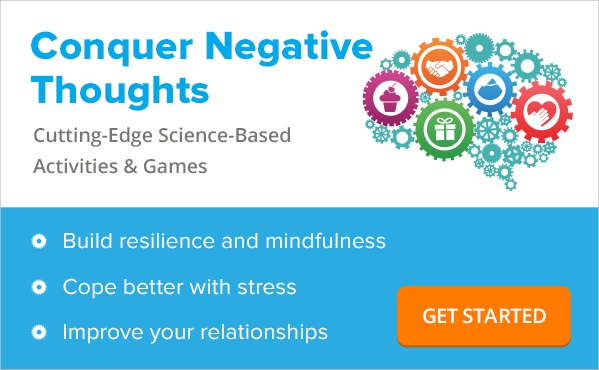 Conquer Negative
Thoughts
Cutting-Edge Science-Based
Activities & Games
Build resilience and mindfulness
Cope better with stress
Improve your relationships
GET STARTED